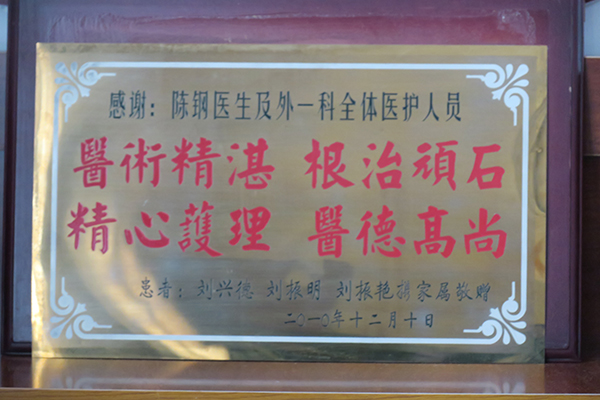 感谢：陈钢医生及外一科全体医护人员
醫術精湛 根治頑石
精心護理 醫德高尚
患者：刘兴德 刘振明 刘振艳携家属敬赠
二〇一〇年十二月十日